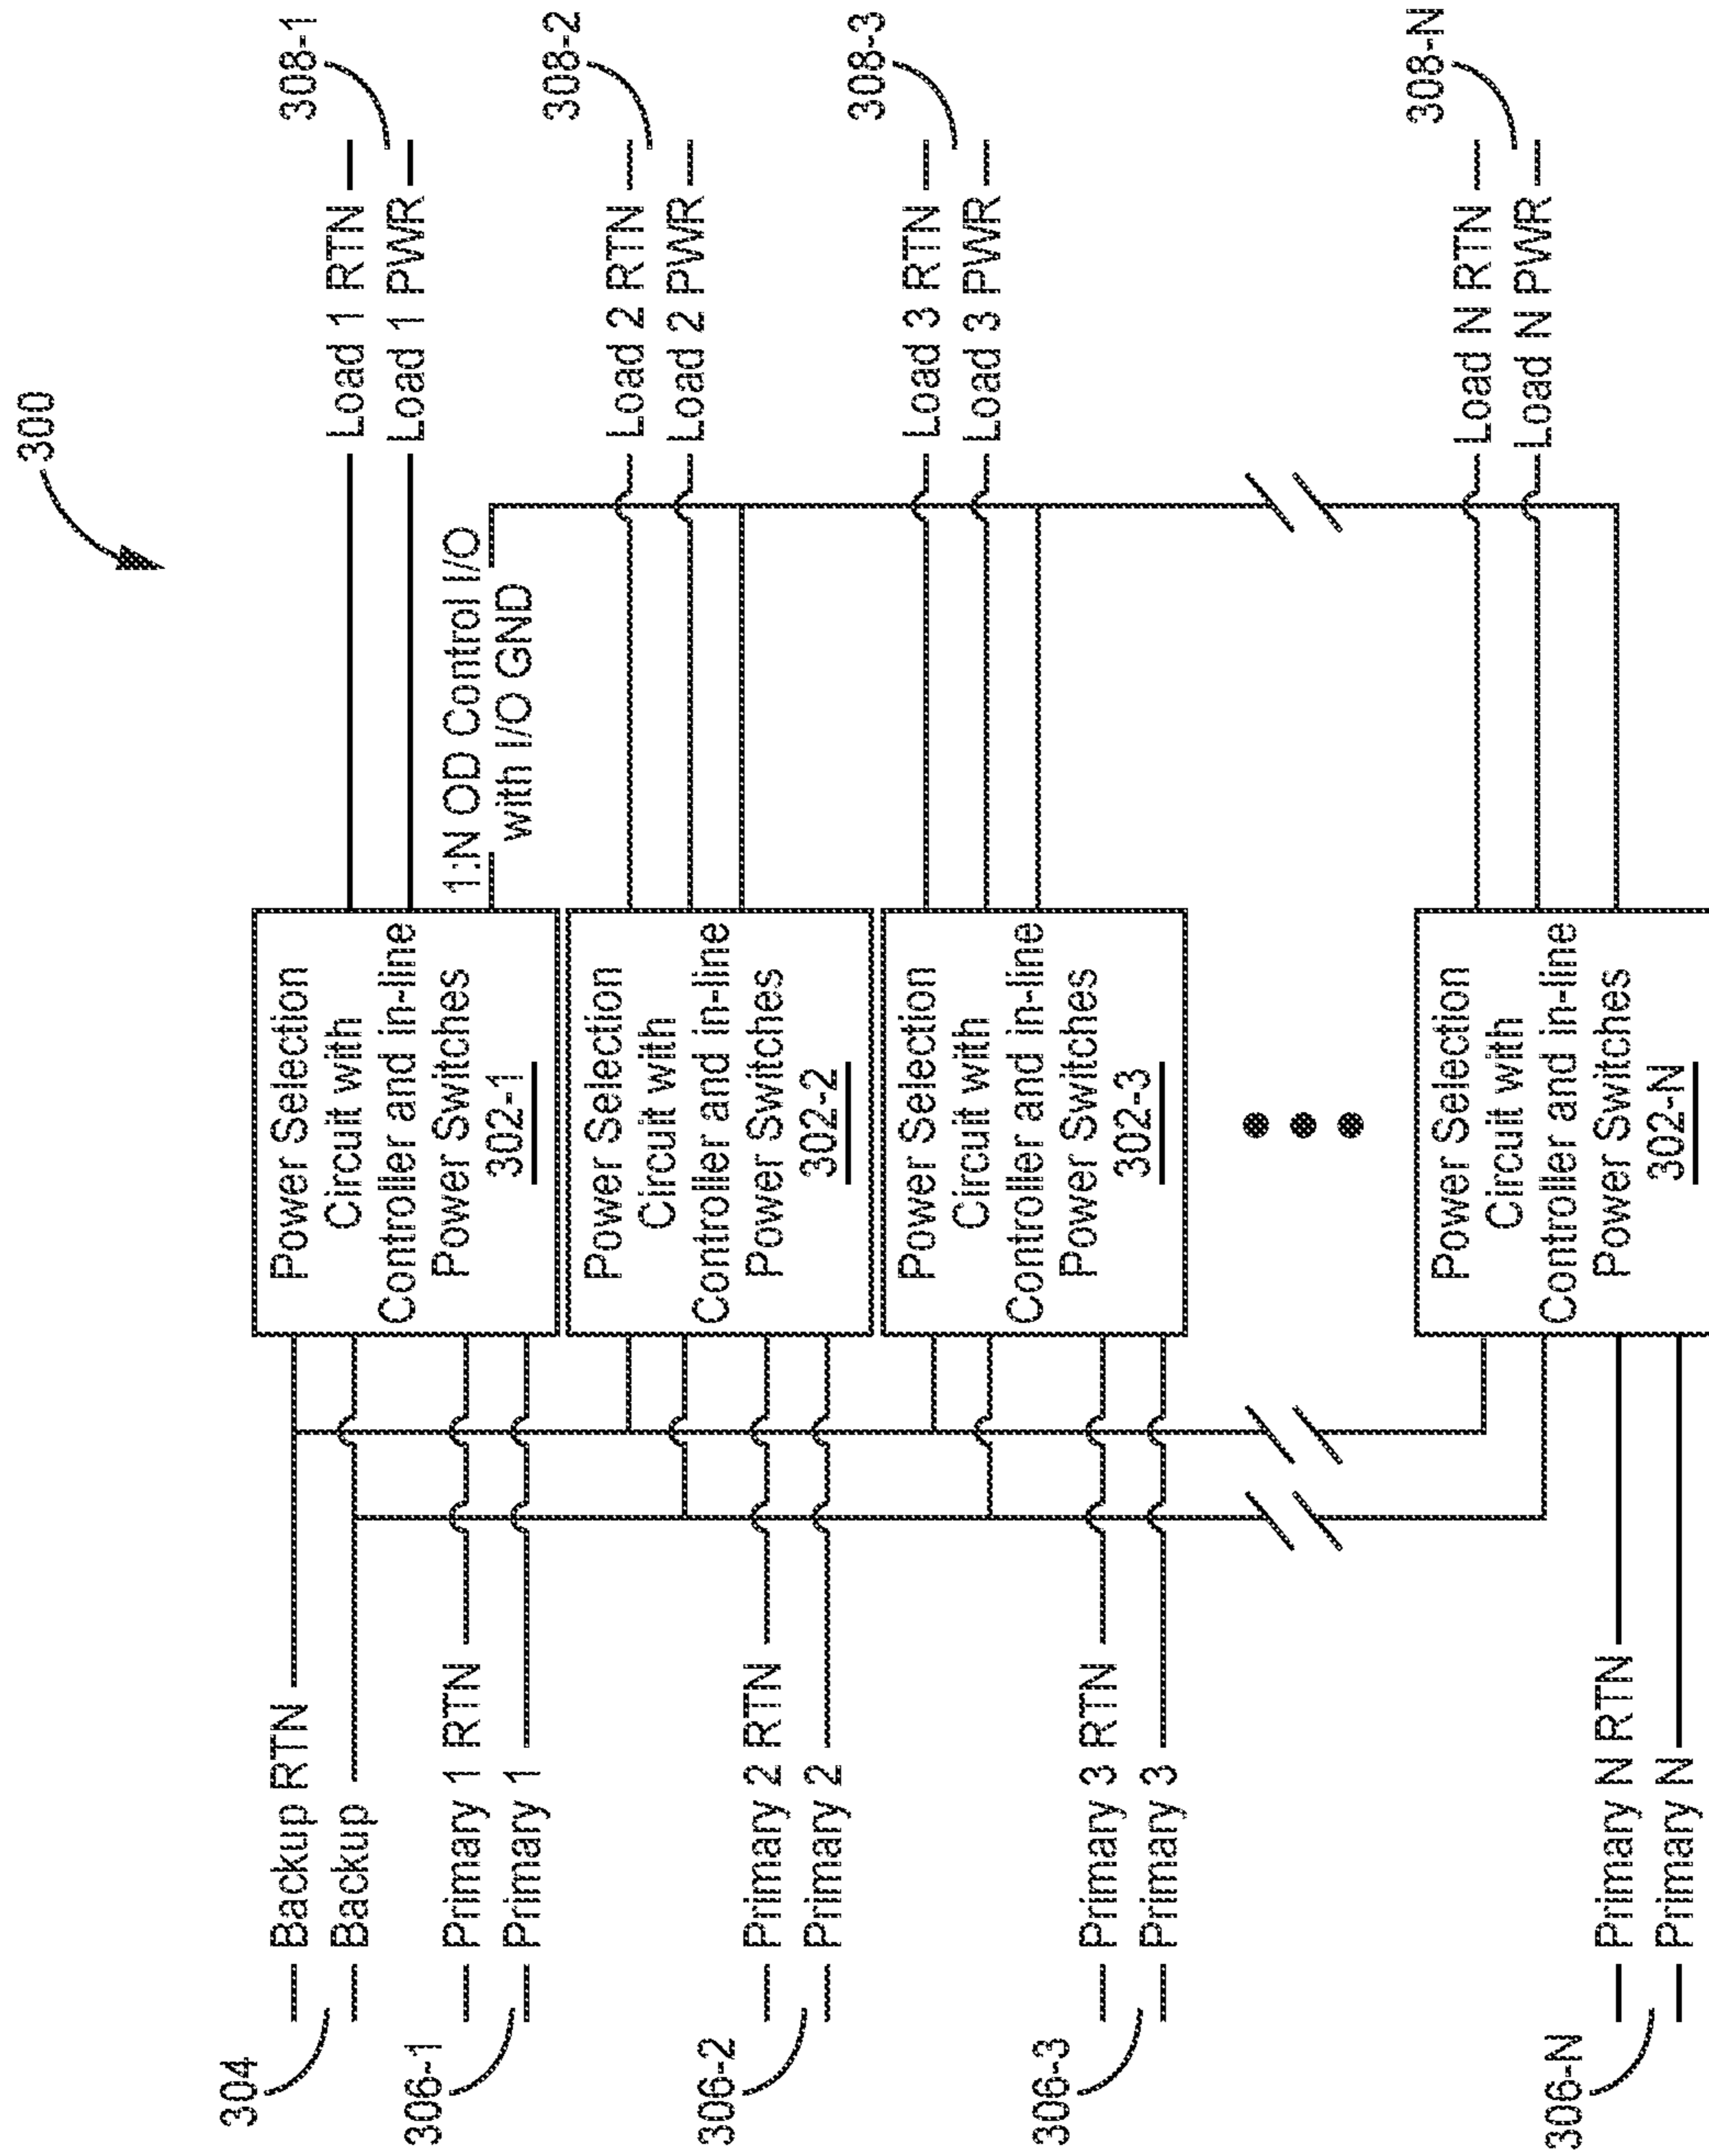 300
304
Backup RTN
Backup
306-1
Primary 1 RTN
Primary 1
306-2
Primary 2 RTN
Primary 2
306-3
Primary 3 RTN
Primary 3
306-N
Primary N RTN
Primary N
Power Selection
Circuit with
Controller and in-line
Power Switches
302-1
Power Selection
Circuit with
Controller and in-line
Power Switches
302-2
Power Selection
Circuit with
Controller and in-line
Power Switches
302-3
Power Selection
Circuit with
Controller and in-line
Power Switches
302-N
1:N OD Control I/O
with I/O GND
Load 1 RTN
Load 1 PWR
308-1
Load 2 RTN
Load 2 PWR
308-2
Load 3 RTN
Load 3 PWR
308-3
Load N RTN
Load N PWR
308-N